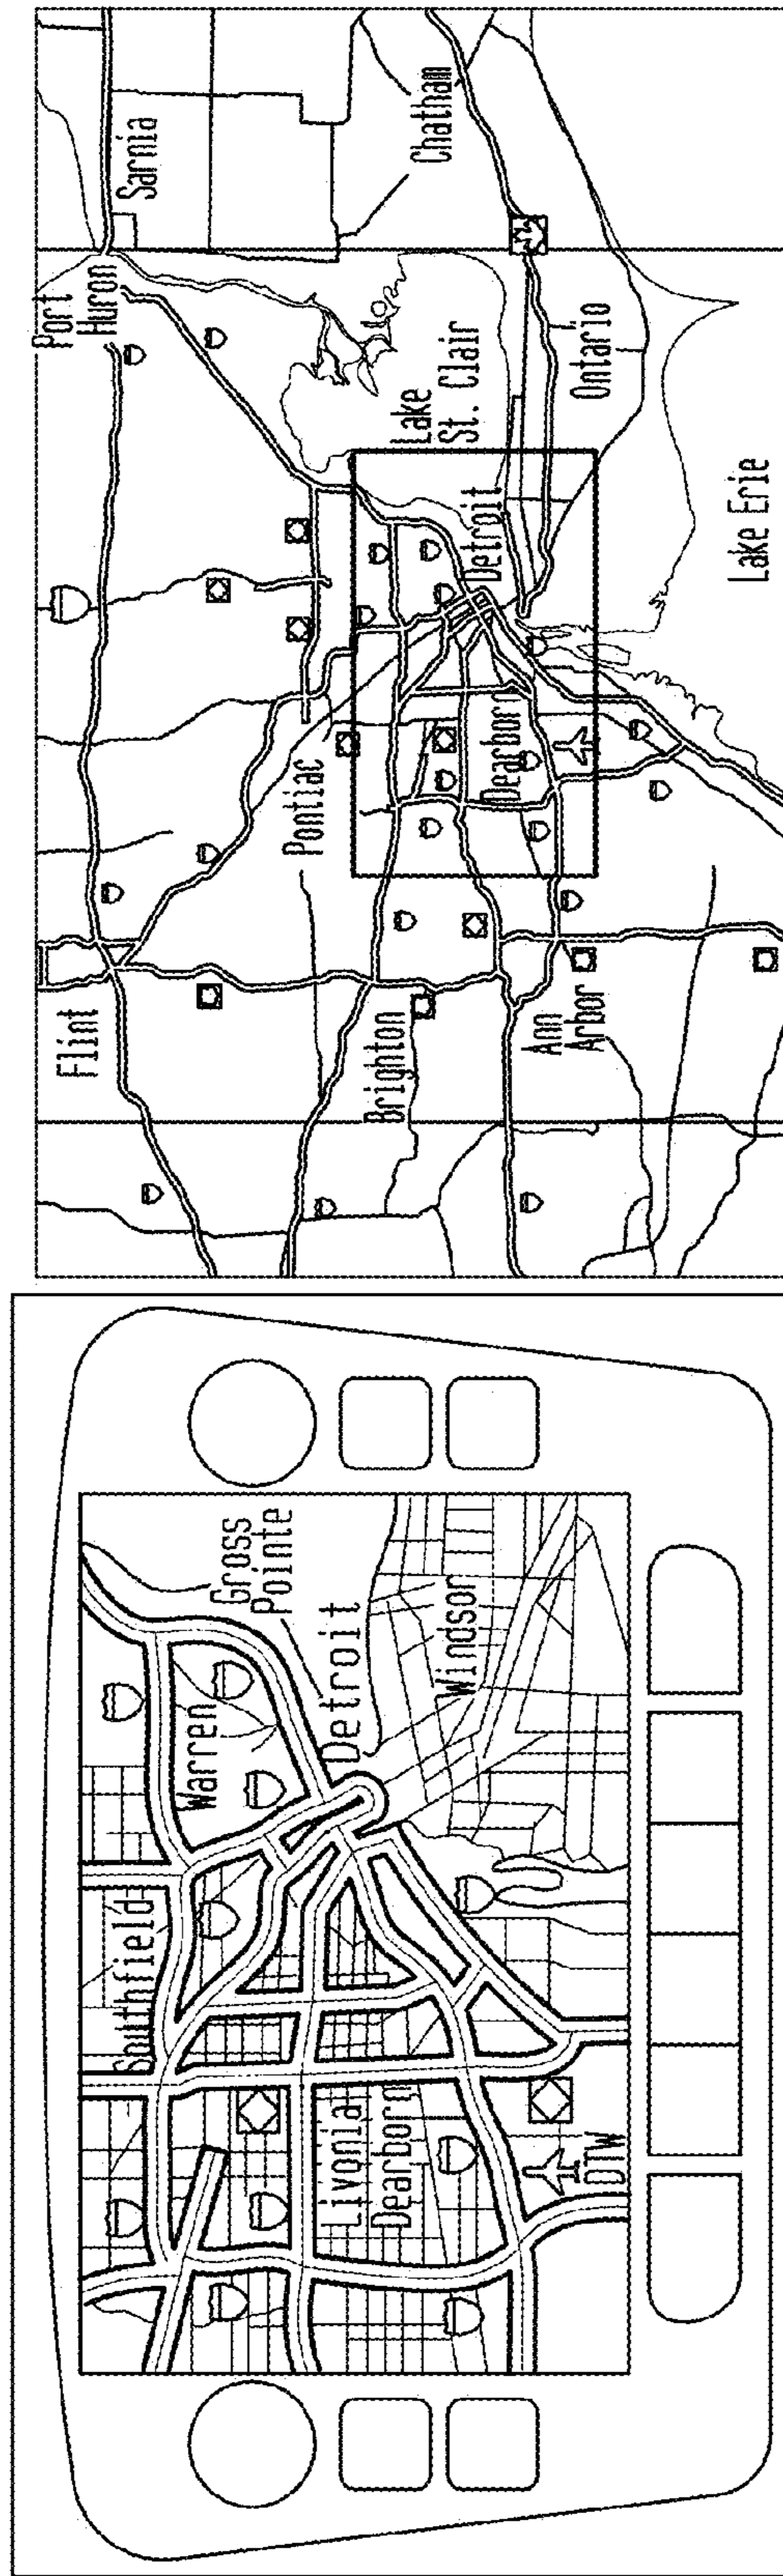 Gross
Pointe
Warren
Southfield
Detroit
Windsor
Livonia
Dearborn
DTW
Port
Huron
Sarnia
Flint
Pontiac
Lake
St. Clair
Chatham
Brighton
Detroit
Dearborn
Ann
Arbor
Ontario
Lake Erie